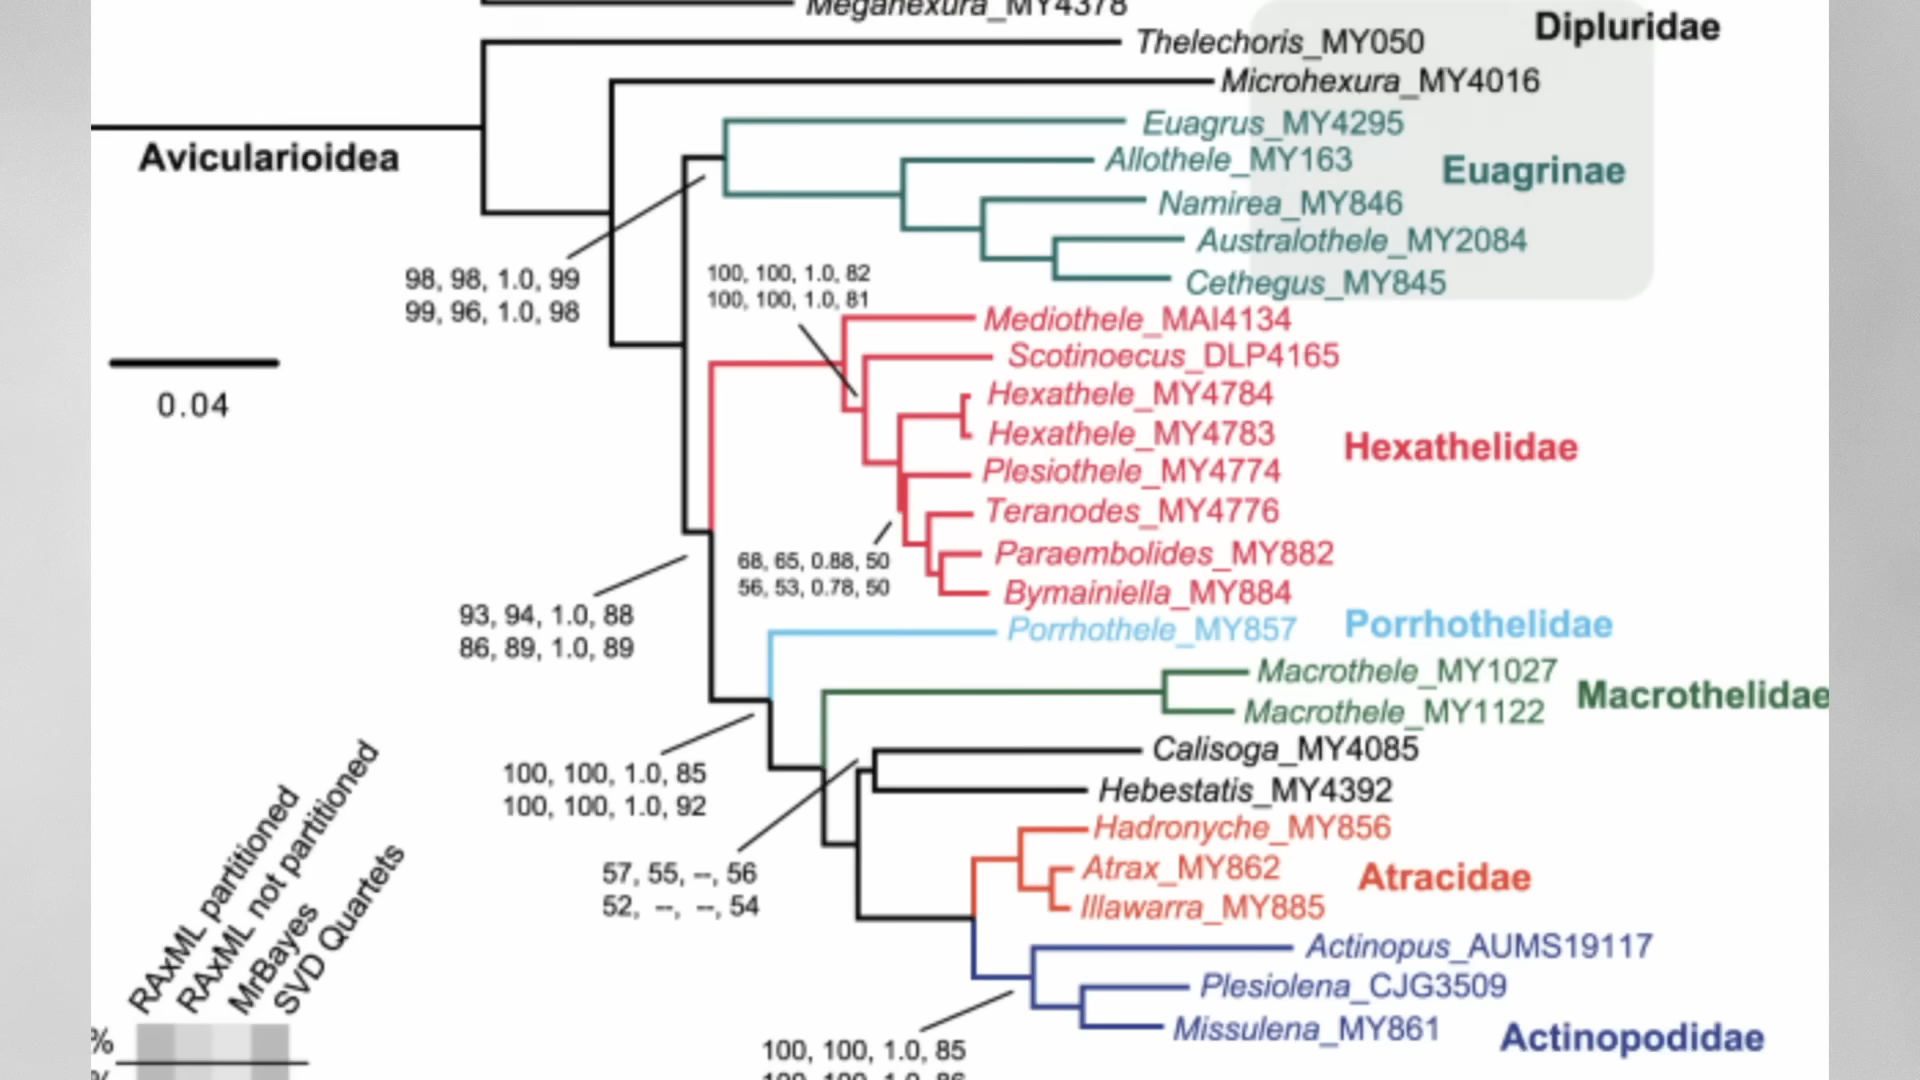 Meganexura_MY4378
Dipluridae
Thelechoris_MY050
Microhexura_MY4016
Euagrus_MY4295
Avicularioidea
Allothele_MY163
Euagrinae
Namirea_MY846
Australothele_MY2084
98, 98, 1.0, 99
99, 96, 1.0, 98
100, 100, 1.0, 82
100, 100, 1.0, 81
Cethegus_MY845
Mediothele_MAI4134
Scotinoecus_DLP4165
0.04
Hexathele_MY4784
Hexathele_MY4783
Hexathelidae
Plesiothele_MY4774
Teranodes_MY4776
68, 65, 0.88, 50
56, 53, 0.78, 50
Paraembolides_MY882
Bymainiella_MY884
93, 94, 1.0, 88
86, 89, 1.0, 89
Porrhothele_MY857
Porrhothelidae
Macrothele_MY1027
Macrothele_MY1122
Macrothelidae
Calisoga_MY4085
100, 100, 1.0, 85
100, 100, 1.0, 92
Hebestatis_MY4392
Hadronyche_MY856
57, 55, --, 56
52, --, --, 54
Atrax_MY862
Atracidae
Illawarra_MY885
RAxML partitioned
RAxML not partitioned
MrBayes
SVD Quartets
Actinopus_AUMS19117
Plesiolena_CJG3509
Missulena_MY861
Actinopodidae
%
100, 100, 1.0, 85